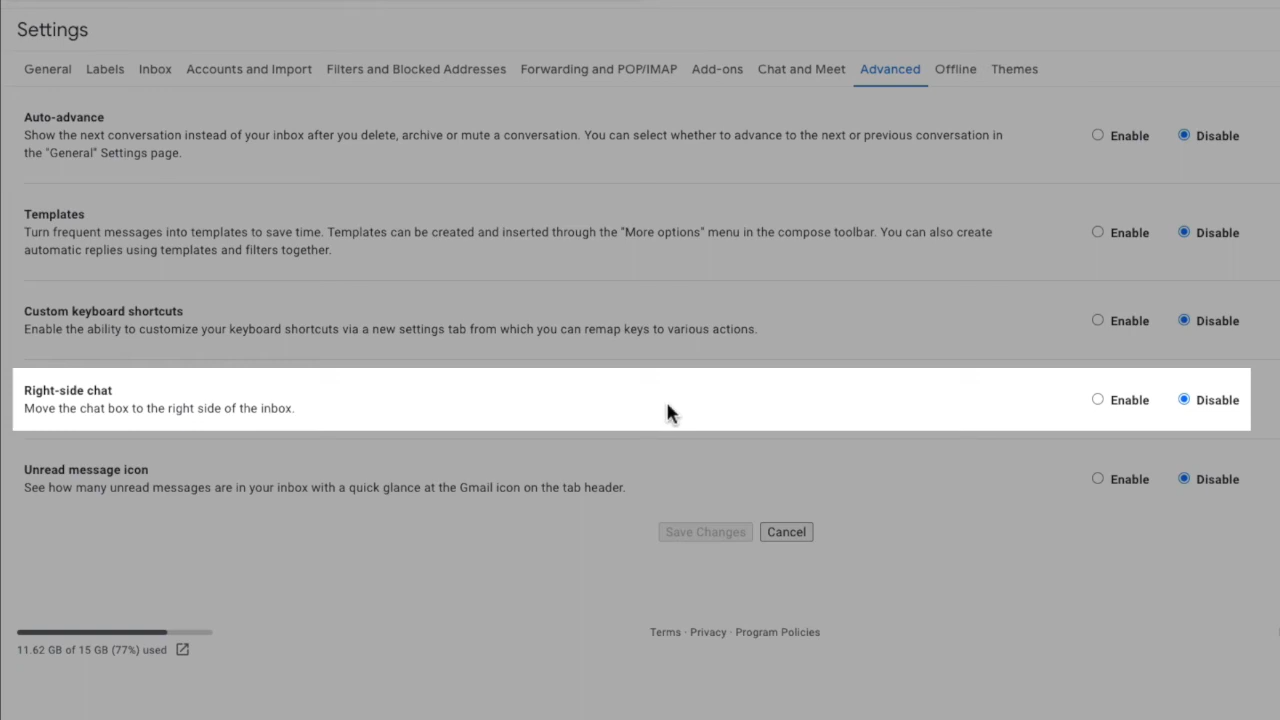 Settings
General Labels Inbox Accounts and Import Filters and Blocked Addresses Forwarding and POP/IMAP Add-ons Chat and Meet Advanced Offline Themes
Auto-advance
Show the next conversation instead of your inbox after you delete, archive or mute a conversation. You can select whether to advance to the next or previous conversation in
the "General" Settings page.
Enable Disable
Templates
Turn frequent messages into templates to save time. Templates can be created and inserted through the "More options" menu in the compose toolbar. You can also create
automatic replies using templates and filters together.
Enable Disable
Custom keyboard shortcuts
Enable the ability to customize your keyboard shortcuts via a new settings tab from which you can remap keys to various actions.
Enable Disable
Right-side chat
Move the chat box to the right side of the inbox.
Enable Disable
Unread message icon
See how many unread messages are in your inbox with a quick glance at the Gmail icon on the tab header.
Enable Disable
Save Changes Cancel
Terms · Privacy · Program Policies
11.62 GB of 15 GB (77%) used